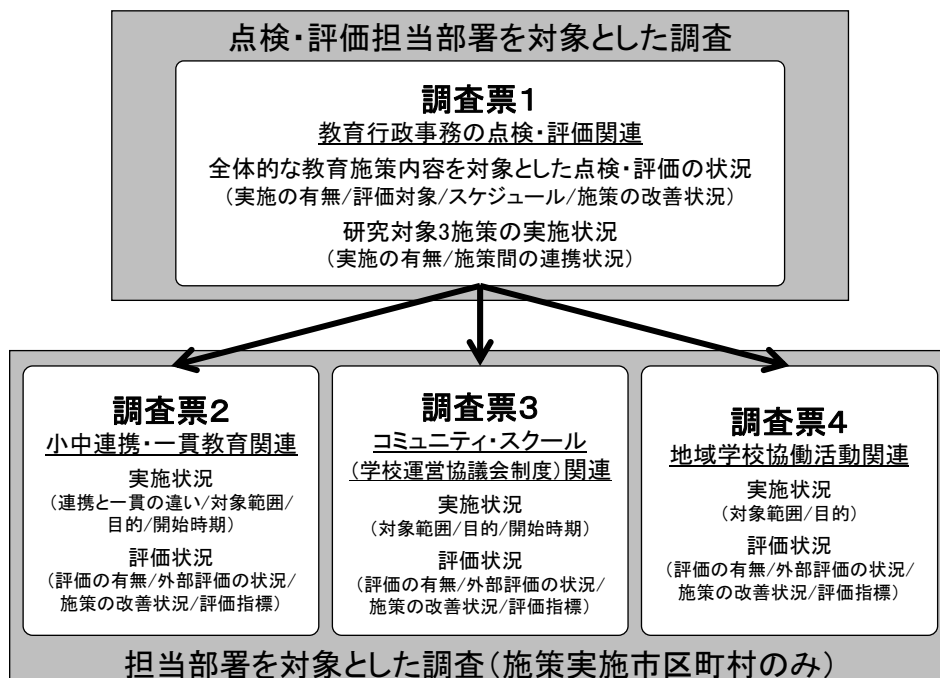 点検・評価担当部署を対象とした調査
調査票1
教育行政事務の点検・評価関連
全体的な教育施策内容を対象とした点検・評価の状況
(実施の有無/評価対象/スケジュール/施策の改善状況)
研究対象3施策の実施状況
(実施の有無/施策間の連携状況)
調査票2
小中連携・一貫教育関連
実施状況
(連携と一貫の違い/対象範囲/
目的/開始時期)
評価状況
(評価の有無/外部評価の状況/
施策の改善状況/評価指標)
調査票3
コミュニティ・スクール
(学校運営協議会制度)関連
実施状況
(対象範囲/目的/開始時期)
評価状況
(評価の有無/外部評価の状況/
施策の改善状況/評価指標)
調査票4
地域学校協働活動関連
実施状況
(対象範囲/目的)
評価状況
(評価の有無/外部評価の状況/
施策の改善状況/評価指標)
担当部署を対象とした調査(施策実施市区町村のみ)